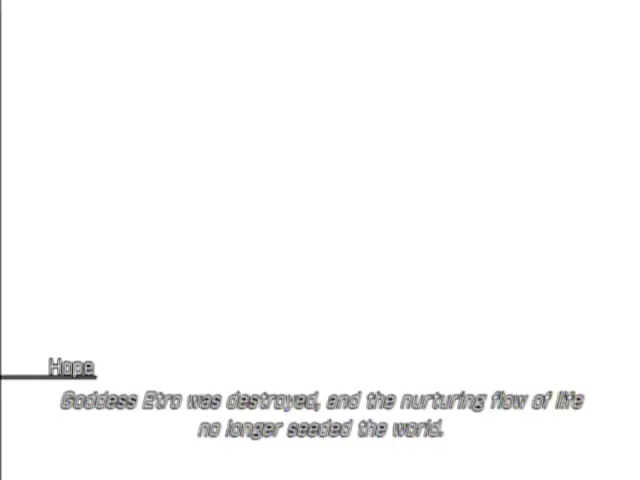 Hope
Goddess Etro was destroyed, and the nurturing flow of life
no longer seeded the world.